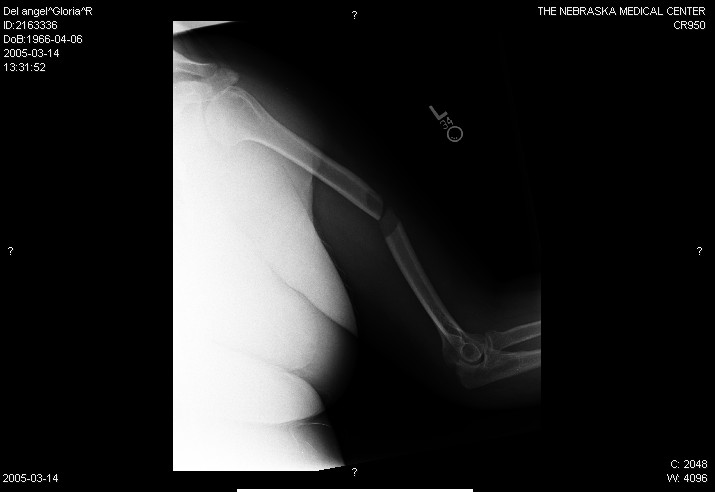 Del angel^Gloria^R
ID:2163336
DoB:1966-04-06
2005-03-14
13:31:52
?
THE NEBRASKA MEDICAL CENTER
CR950
L
?
?
2005-03-14
?
C: 2048
W: 4096